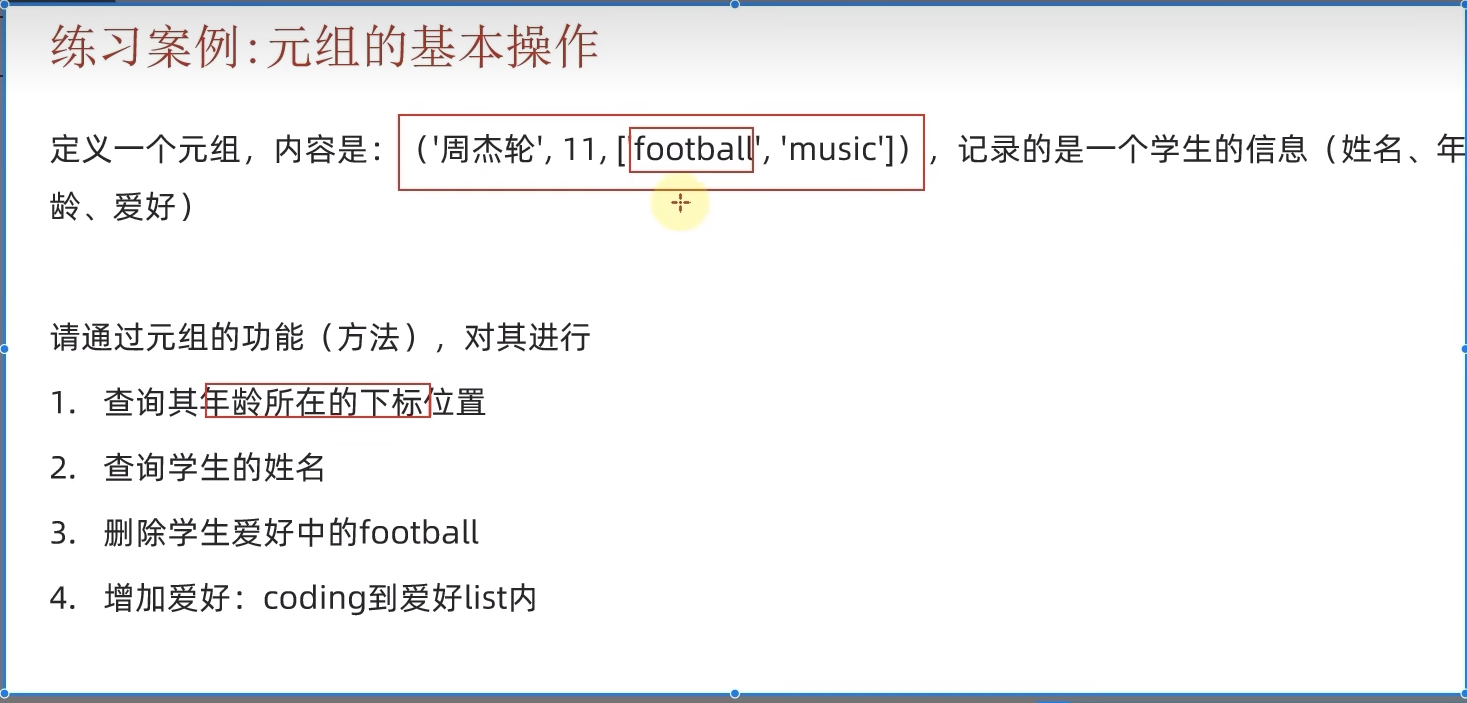 练习案例:元组的基本操作
定义一个元组，内容是：（'周杰轮', 11, ['football', 'music']），记录的是一个学生的信息（姓名、年
龄、爱好）
请通过元组的功能（方法），对其进行
1. 查询其年龄所在的下标位置
2. 查询学生的姓名
3. 删除学生爱好中的football
4. 增加爱好：coding到爱好list内